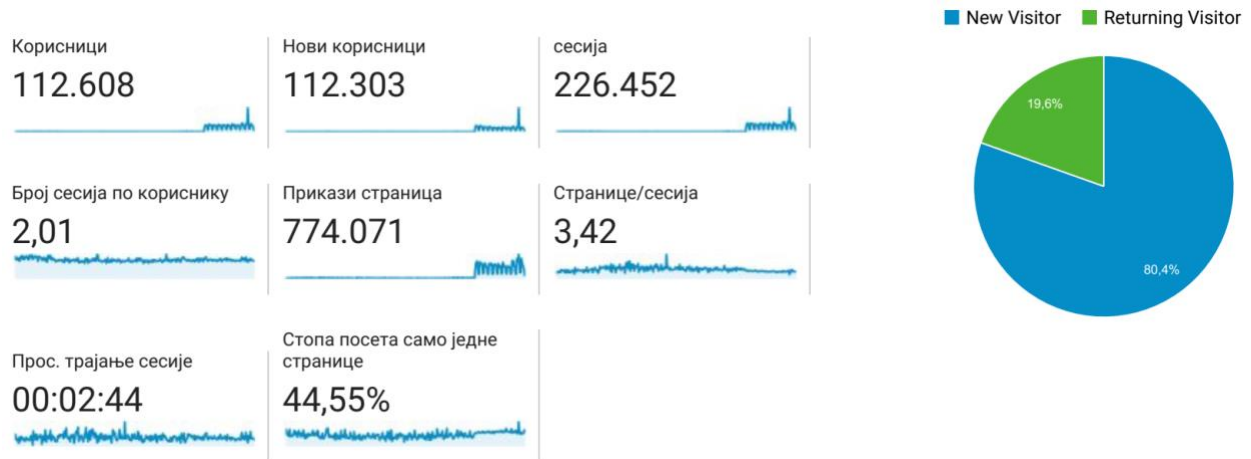 New Visitor
Returning Visitor
Корисници
112.608
Нови корисници
112.303
сесија
226.452
Број сесија по кориснику
2,01
Прикази страница
774.071
Странице/сесија
3,42
Прос. трајање сесије
00:02:44
Стопа посета само једне
странице
44,55%
19,6%
80,4%